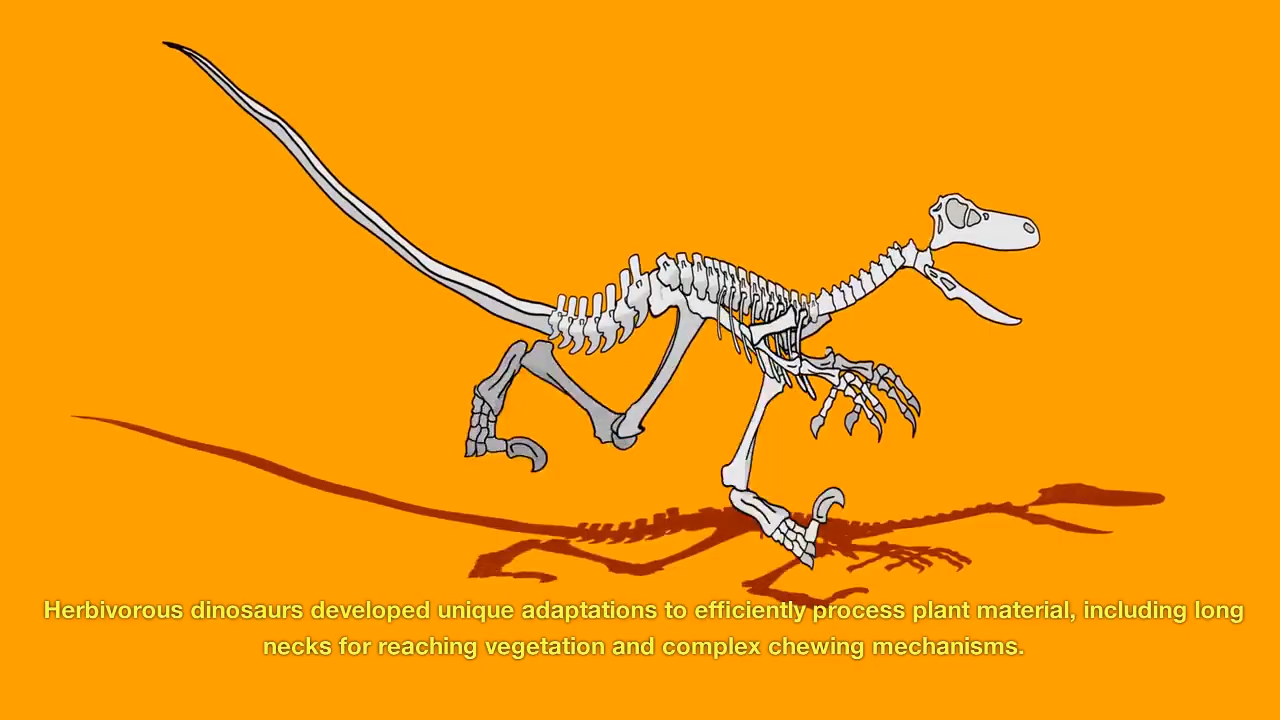 Herbivorous dinosaurs developed unique adaptations to efficiently process plant material, including long
necks for reaching vegetation and complex chewing mechanisms.